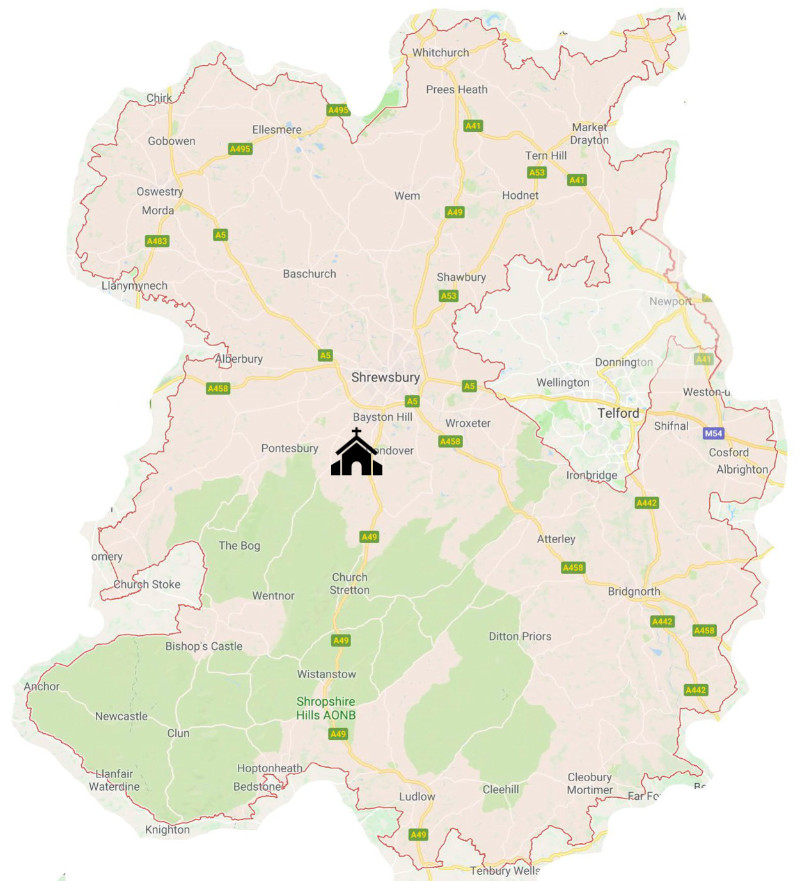 M
Whitchurch
Prees Heath
Chirk
A495
Ellesmere
A41
Market
Drayton
Gobowen
A495
Tern Hill
A53
A41
Oswestry
Wem
Hodnet
Morda
A49
A483
A5
Baschurch
Shawbury
Llanymynech
A53
Newport
Alberbury
A5
Donnington
A41
Shrewsbury
Wellington
A458
A5
Weston-u
A5
Bayston Hill
Telford
Wroxeter
Shifnal
M54
A458
Pontesbury
ondover
Cosford
Albrighton
Ironbridge
A442
A49
The Bog
Atterley
omery
A458
Church Stoke
Church
Stretton
Wentnor
Bridgnorth
A442
A458
A49
Ditton Priors
Bishop's Castle
Wistanstow
Anchor
A442
Shropshire
Hills AONB
Newcastle
Clun
A49
Llanfair
Waterdine
Hoptonheath
Bedstone
Cleobury
Mortimer
Cleehill
Ludlow
Far Fo
Be
Knighton
A49
Tenbury Wells